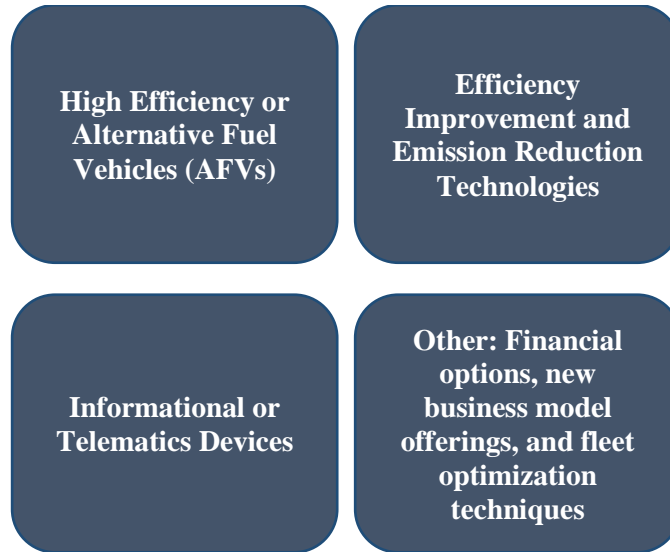 High Efficiency or
Alternative Fuel
Vehicles (AFVs)
Efficiency
Improvement and
Emission Reduction
Technologies
Informational or
Telematics Devices
Other: Financial
options, new
business model
offerings, and fleet
optimization
techniques